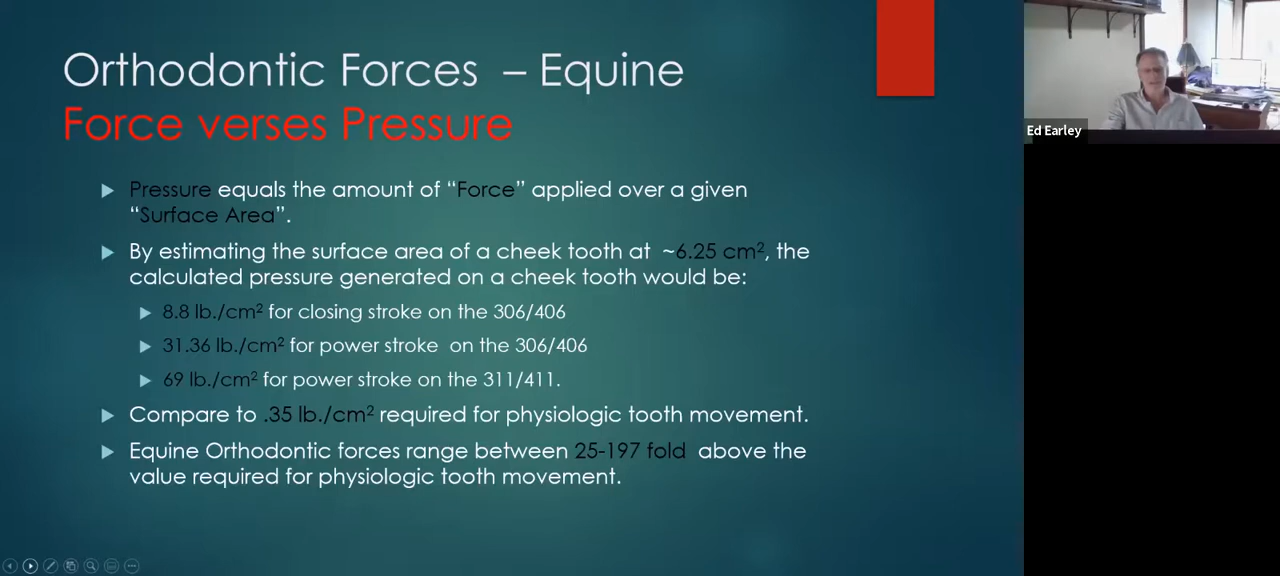 Orthodontic Forces – Equine
Force verses Pressure
Pressure equals the amount of “Force” applied over a given
“Surface Area”.
By estimating the surface area of a cheek tooth at ~6.25 cm², the
calculated pressure generated on a cheek tooth would be:
8.8 lb./cm² for closing stroke on the 306/406
31.36 lb./cm² for power stroke on the 306/406
69 lb./cm² for power stroke on the 311/411.
Compare to .35 lb./cm² required for physiologic tooth movement.
Equine Orthodontic forces range between 25-197 fold above the
value required for physiologic tooth movement.
Ed Earley